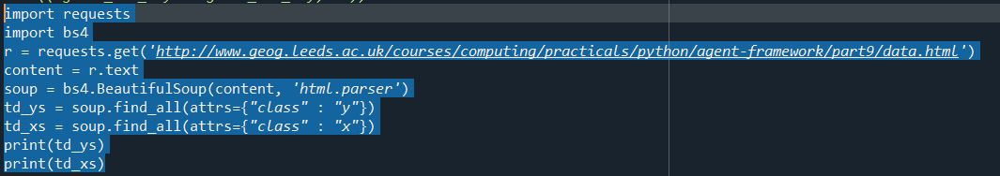 import requests
import bs4
r = requests.get('http://www.geog.leeds.ac.uk/courses/computing/practicals/python/agent-framework/part9/data.html')
content = r.text
soup = bs4.BeautifulSoup(content, 'html.parser')
td_ys = soup.find_all(attrs={"class" : "y"})
td_xs = soup.find_all(attrs={"class" : "x"})
print(td_ys)
print(td_xs)